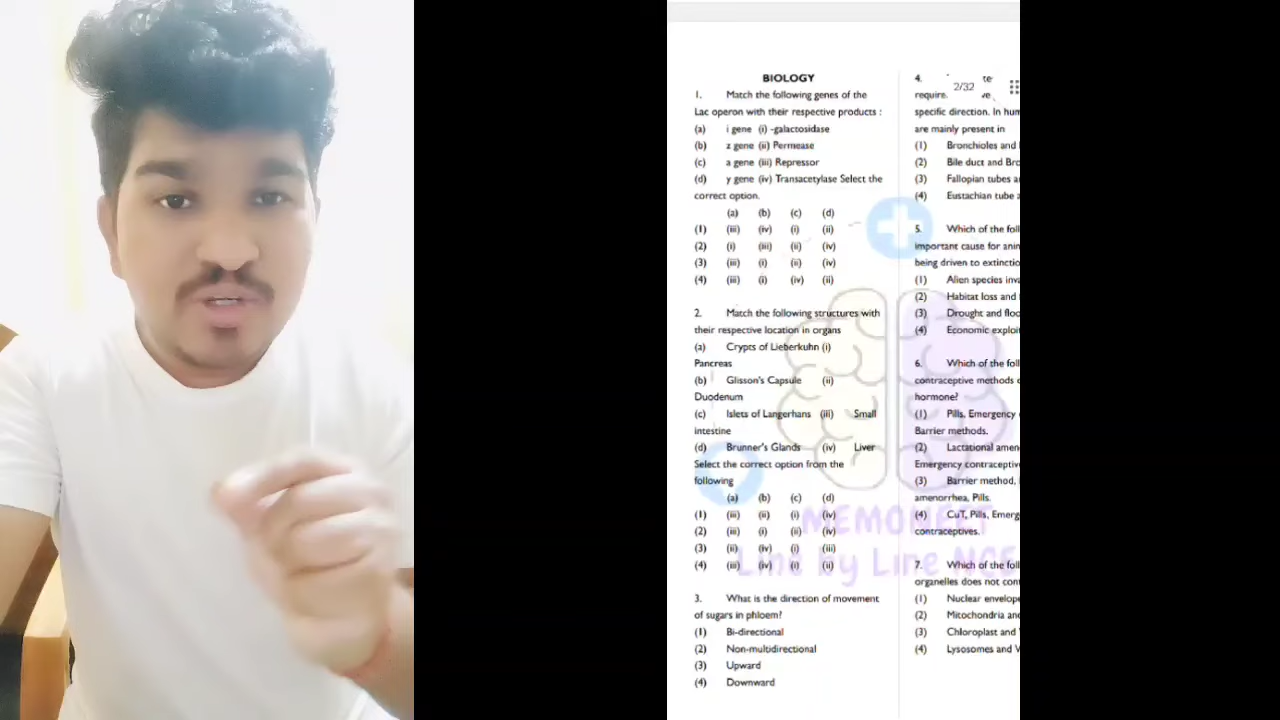 BIOLOGY
1. Match the following genes of the
Lac operon with their respective products :
(a) i gene (i) -galactosidase
(b) z gene (ii) Permease
(c) a gene (iii) Repressor
(d) y gene (iv) Transacetylase Select the
correct option.
(a) (b) (c) (d)
(1) (iii) (iv) (i) (ii)
(2) (i) (iii) (ii) (iv)
(3) (iii) (i) (ii) (iv)
(4) (iii) (i) (iv) (ii)
2. Match the following structures with
their respective location in organs
(a) Crypts of Lieberkuhn (i)
Pancreas
(b) Glisson's Capsule (ii)
Duodenum
(c) Islets of Langerhans (iii) Small
intestine
(d) Brunner's Glands (iv) Liver
Select the correct option from the
following
(a) (b) (c) (d)
(1) (iii) (ii) (i) (iv)
(2) (iii) (i) (ii) (iv)
(3) (ii) (iv) (i) (iii)
(4) (iii) (iv) (i) (ii)
3. What is the direction of movement
of sugars in phloem?
(1) Bi-directional
(2) Non-multidirectional
(3) Upward
(4) Downward
4.
2/32
require.
specific direction. In hum
are mainly present in
(1) Bronchioles and
(2) Bile duct and Bro
(3) Fallopian tubes a
(4) Eustachian tube
5. Which of the foll
important cause for anim
being driven to extinctio
(1) Alien species inva
(2) Habitat loss and
(3) Drought and floo
(4) Economic exploi
6. Which of the foll
contraceptive methods
hormone?
(1) Pills, Emergency
Barrier methods.
(2) Lactational amen
Emergency contraceptiv
(3) Barrier method,
amenorrhea, Pills.
(4) CuT, Pills, Emerg
contraceptives.
7. Which of the foll
organelles does not con
(1) Nuclear envelop
(2) Mitochondria an
(3) Chloroplast and
(4) Lysosomes and V
MEMONEET
Line by Line NCE